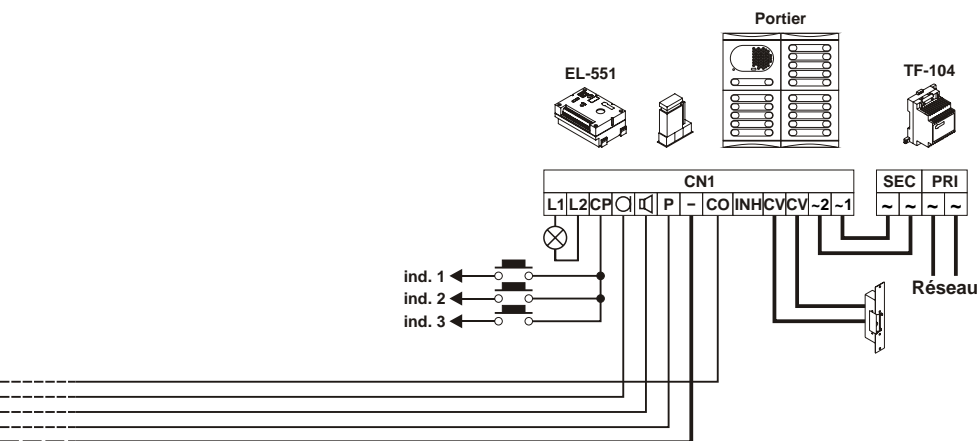 Portier
EL-551
TF-104
CN1
SEC PRI
L1 L2 CP P – CO INH CV CV ~2 ~1 ~ ~ ~ ~
ind. 1
Réseau
ind. 2
ind. 3